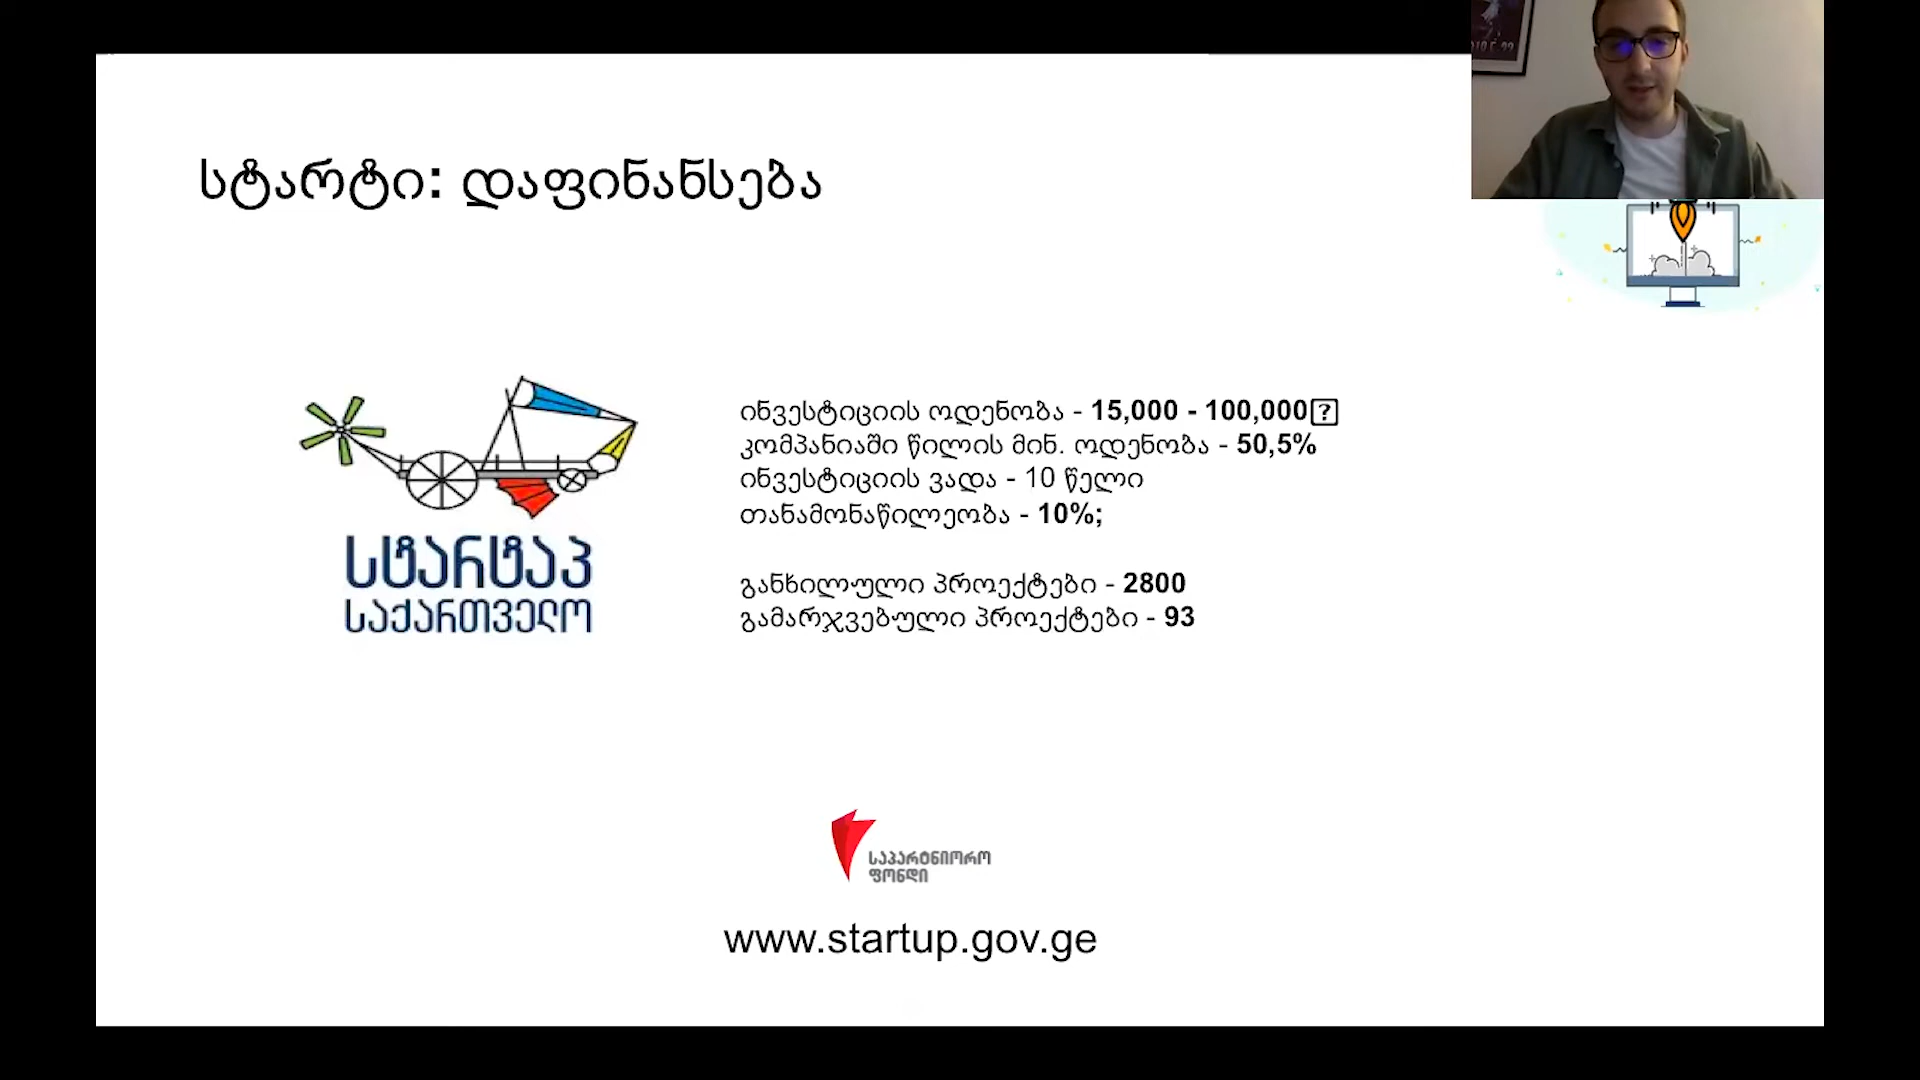 სტარტი: დაფინანსება
ინვესტიციის ოდენობა - 15,000 - 100,000
კომპანიაში წილის მინ. ოდენობა - 50,5%
ინვესტიციის ვადა - 10 წელი
თანამონაწილეობა - 10%;
განხილული პროექტები - 2800
გამარჯვებული პროექტები - 93
სტარტაპ
საქართველო
საპარტნიორო
ფონდი
www.startup.gov.ge